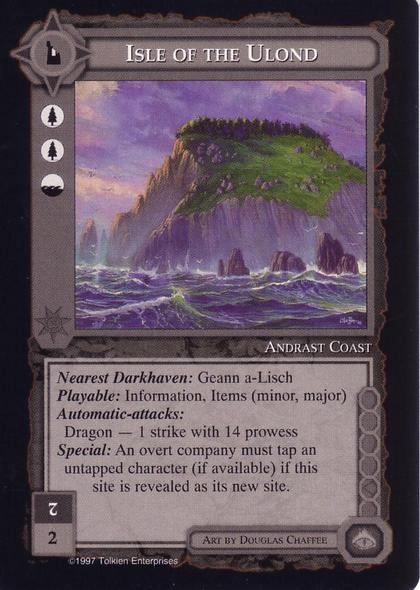 Isle of the Ulond
Andrast Coast
Nearest Darkhaven: Geann a-Lisch
Playable: Information, Items (minor, major)
Automatic-attacks:
Dragon — 1 strike with 14 prowess
Special: An overt company must tap an
untapped character (if available) if this
site is revealed as its new site.
2
2
Art by Douglas Chaffee
©1997 Tolkien Enterprises